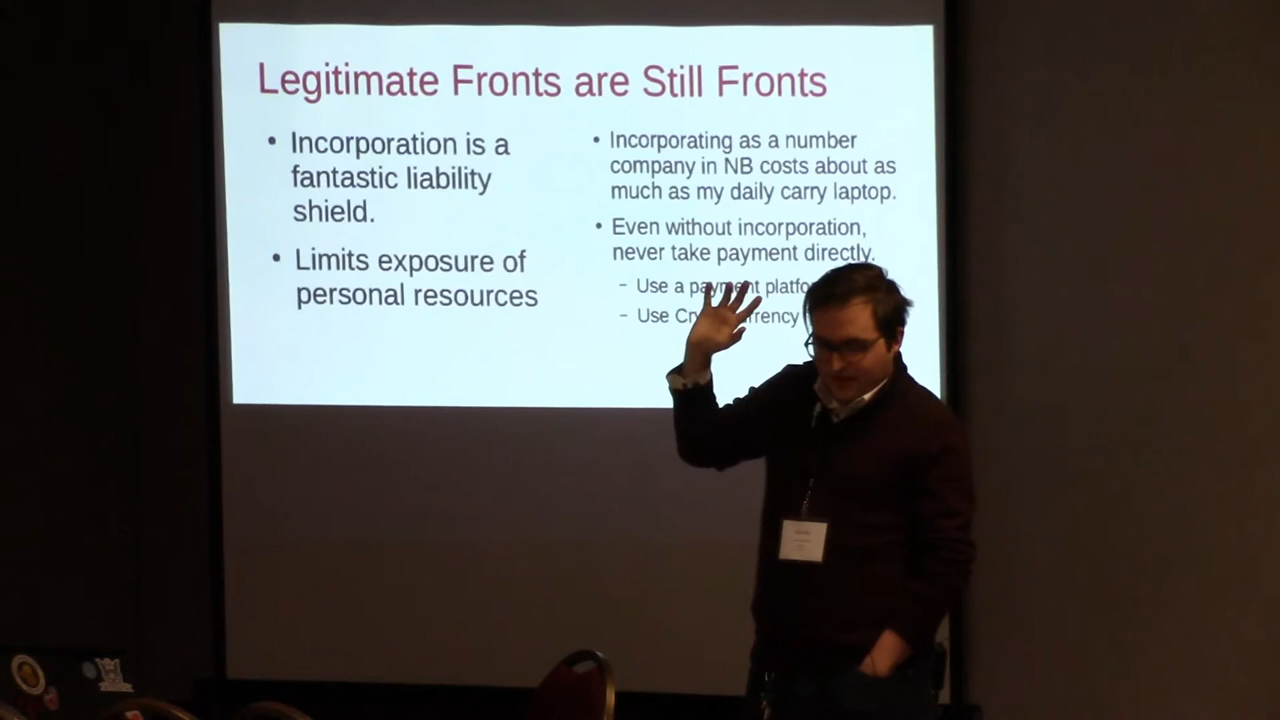 Legitimate Fronts are Still Fronts
• Incorporation is a
fantastic liability
shield.
• Limits exposure of
personal resources
• Incorporating as a number
company in NB costs about as
much as my daily carry laptop.
• Even without incorporation,
never take payment directly.
– Use a payment
– Use